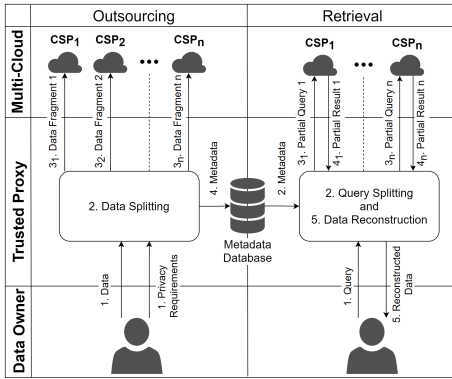 Outsourcing
Retrieval
Multi-Cloud
CSP1
CSP2
•••
CSPn
CSP1
•••
CSPn
3₁. Data Fragment 1
3₂. Data Fragment 2
3n. Data Fragment n
3₁. Partial Query 1
4₁. Partial Result 1
3n. Partial Query n
4n. Partial Result n
Trusted Proxy
2. Data Splitting
4. Metadata
Metadata
Database
2. Metadata
2. Query Splitting
and
5. Data Reconstruction
1. Data
1. Privacy
Requirements
1. Query
5. Reconstructed
Data
Data Owner